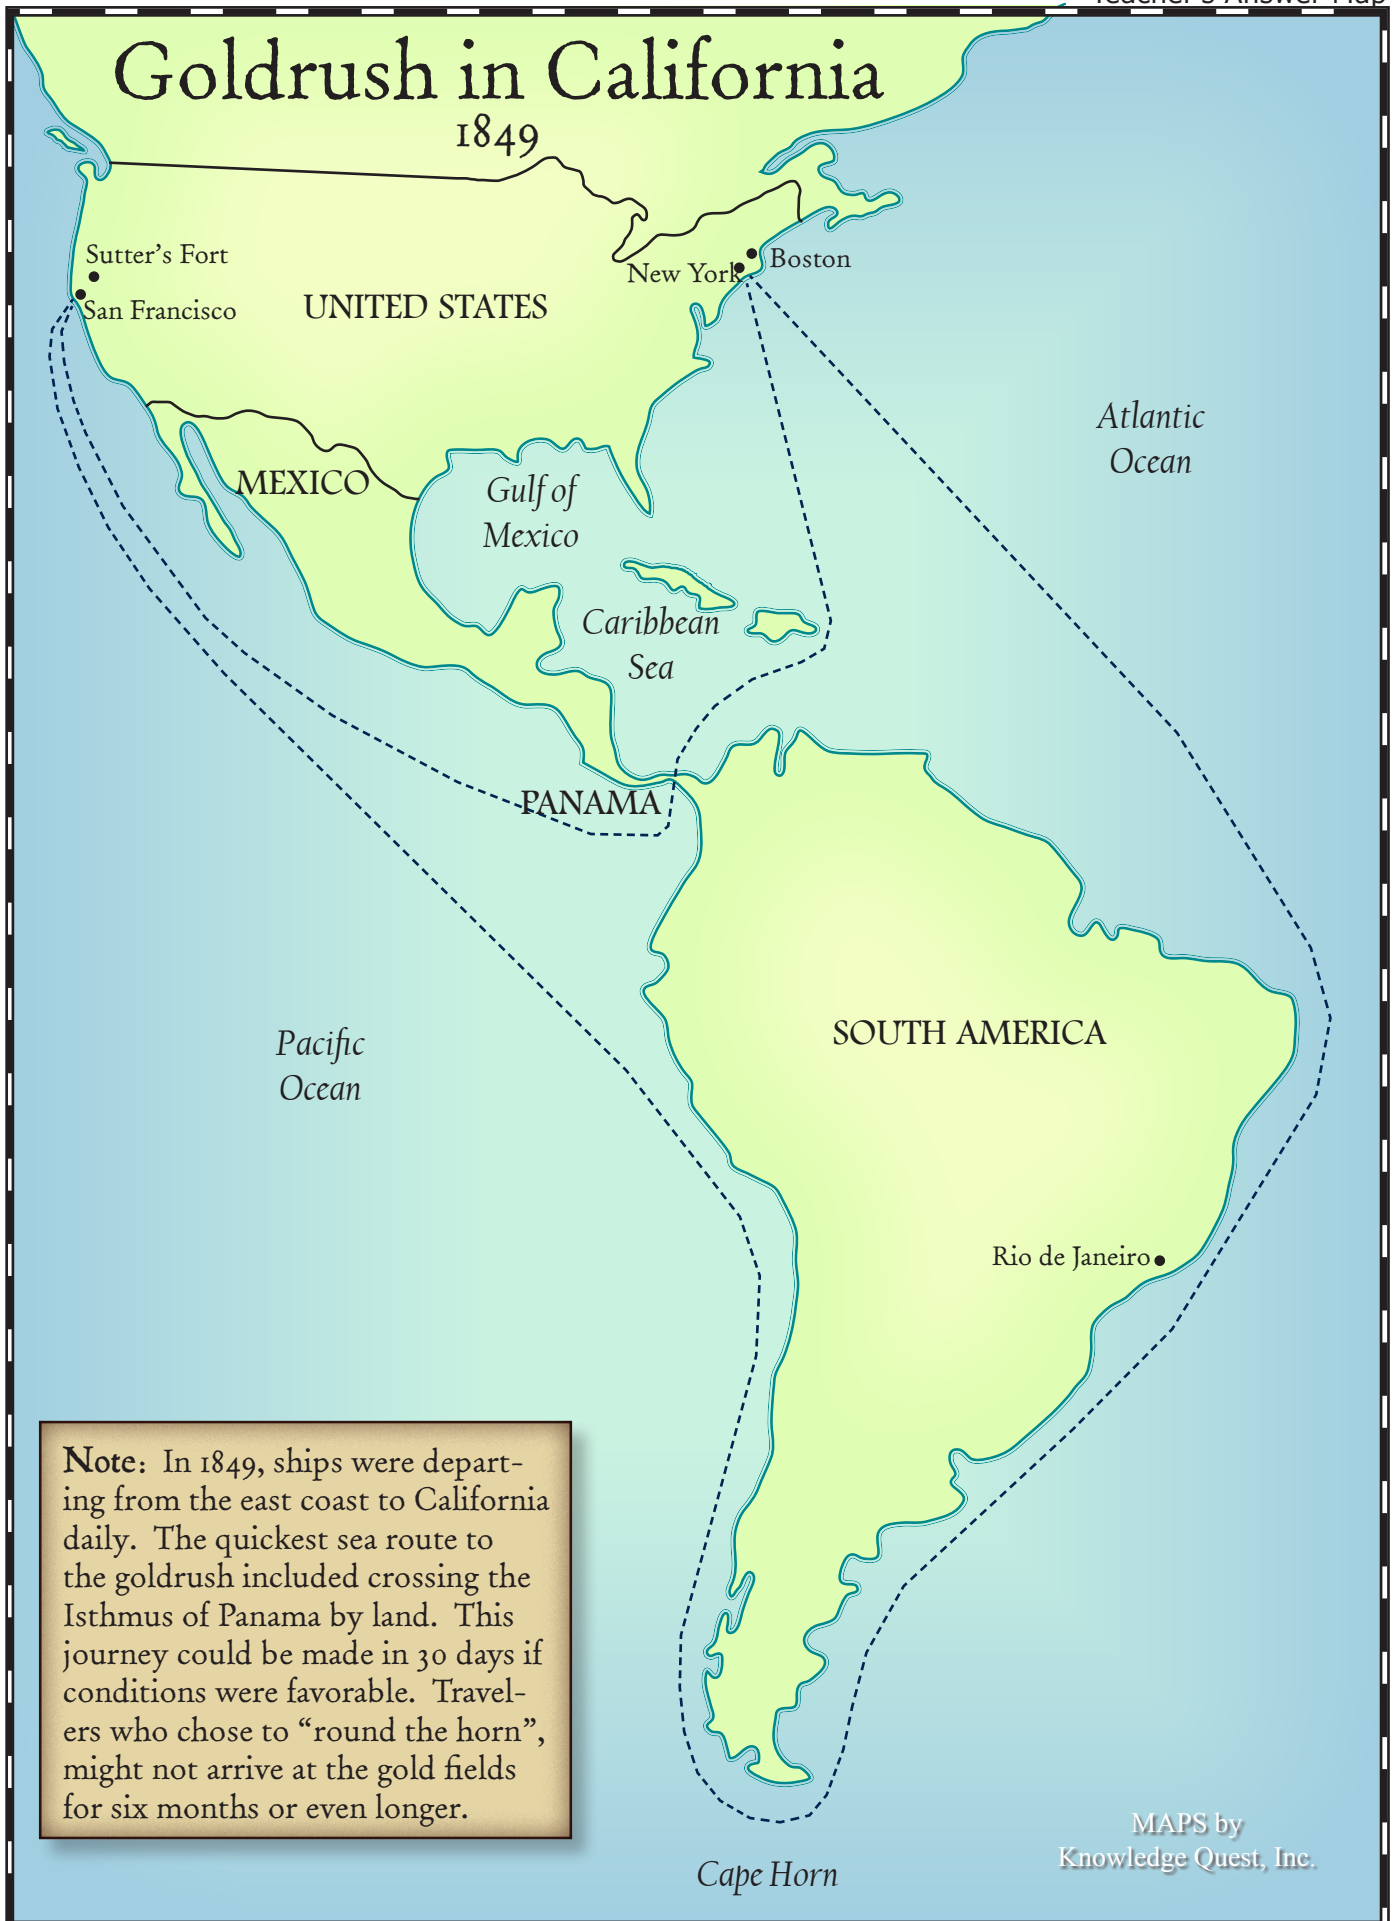 Teacher's Answer Map
Goldrush in California
1849
Sutter's Fort
San Francisco
UNITED STATES
New York
Boston
Atlantic
Ocean
MEXICO
Gulf of
Mexico
Caribbean
Sea
PANAMA
Pacific
Ocean
SOUTH AMERICA
Rio de Janeiro
Note: In 1849, ships were depart-
ing from the east coast to California
daily. The quickest sea route to
the goldrush included crossing the
Isthmus of Panama by land. This
journey could be made in 30 days if
conditions were favorable. Travel-
ers who chose to “round the horn”,
might not arrive at the gold fields
for six months or even longer.
MAPS by
Knowledge Quest, Inc.
Cape Horn